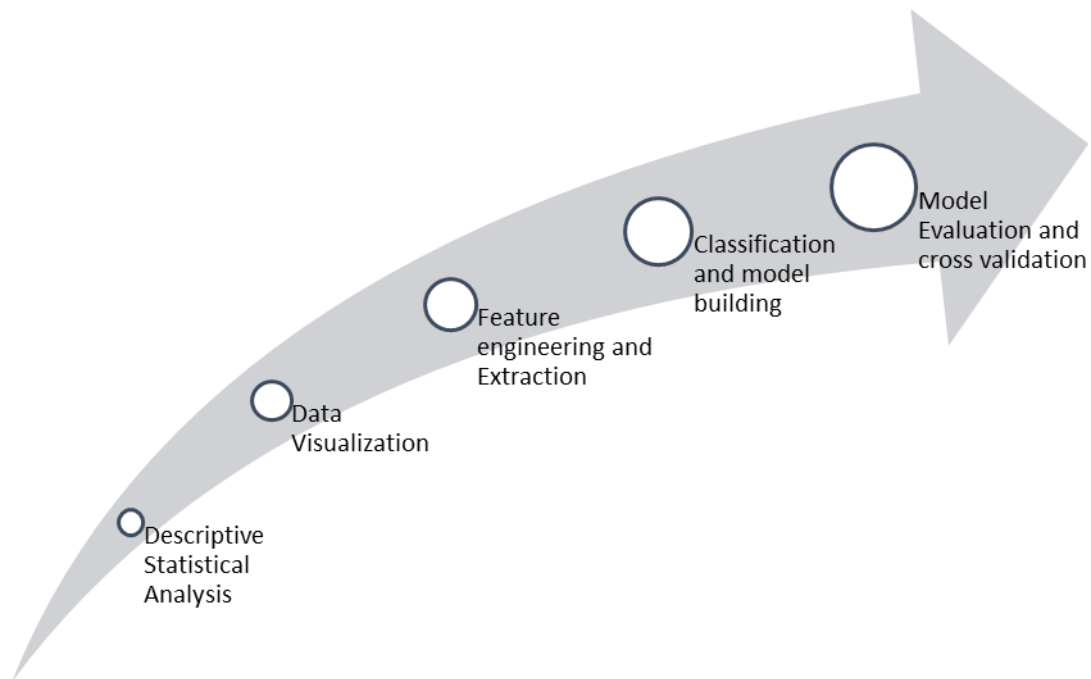 Descriptive
Statistical
Analysis
Data
Visualization
Feature
engineering and
Extraction
Classification
and model
building
Model
Evaluation and
cross validation